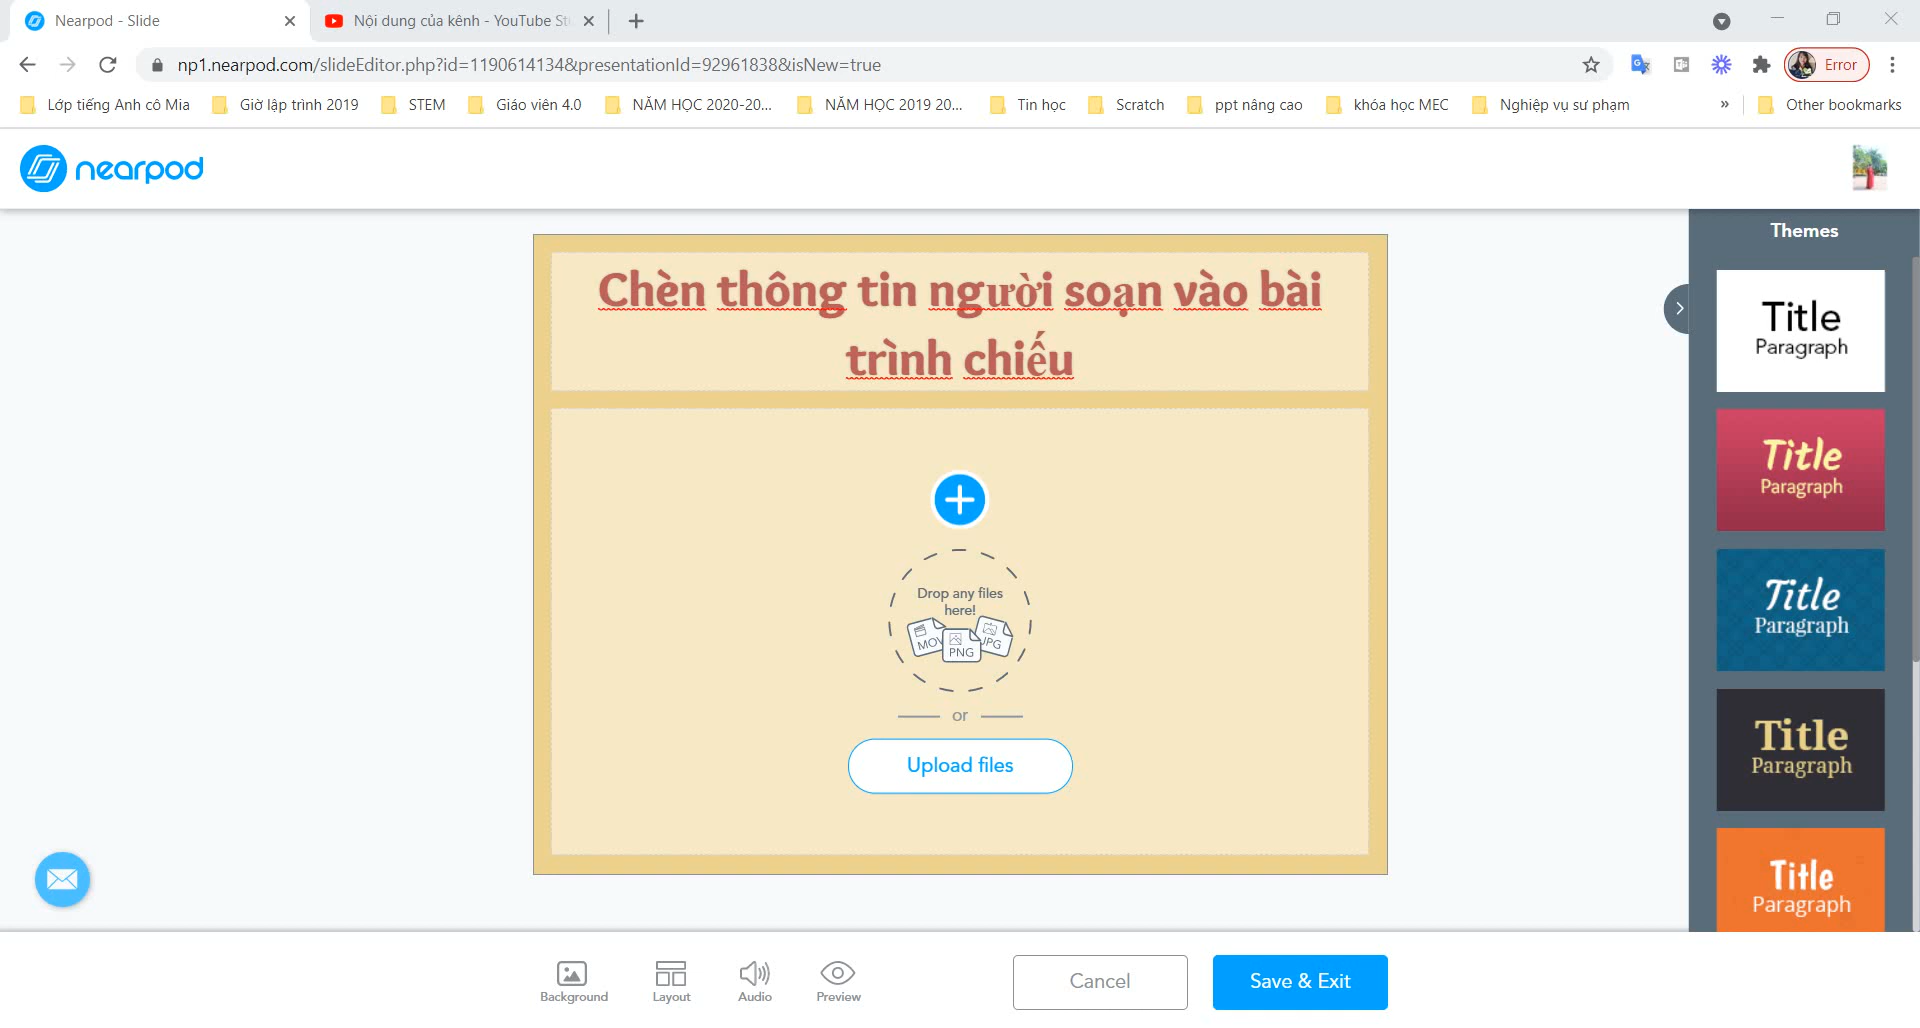 Nearpod - Slide
Nội dung của kênh - YouTube St
np1.nearpod.com/slideEditor.php?id=1190614134&presentationId=92961838&isNew=true
Error
Lớp tiếng Anh cô Mia
Giờ lập trình 2019
STEM
Giáo viên 4.0
NĂM HỌC 2020-20...
NĂM HỌC 2019 20...
Tin học
Scratch
ppt nâng cao
khóa học MEC
Nghiệp vụ sư phạm
»
Other bookmarks
nearpod
Chèn thông tin người soạn vào bài
trình chiếu
Drop any files
here!
MOV
PNG
JPG
or
Upload files
Themes
Title
Paragraph
Title
Paragraph
Title
Paragraph
Title
Paragraph
Title
Paragraph
Background
Layout
Audio
Preview
Cancel
Save & Exit